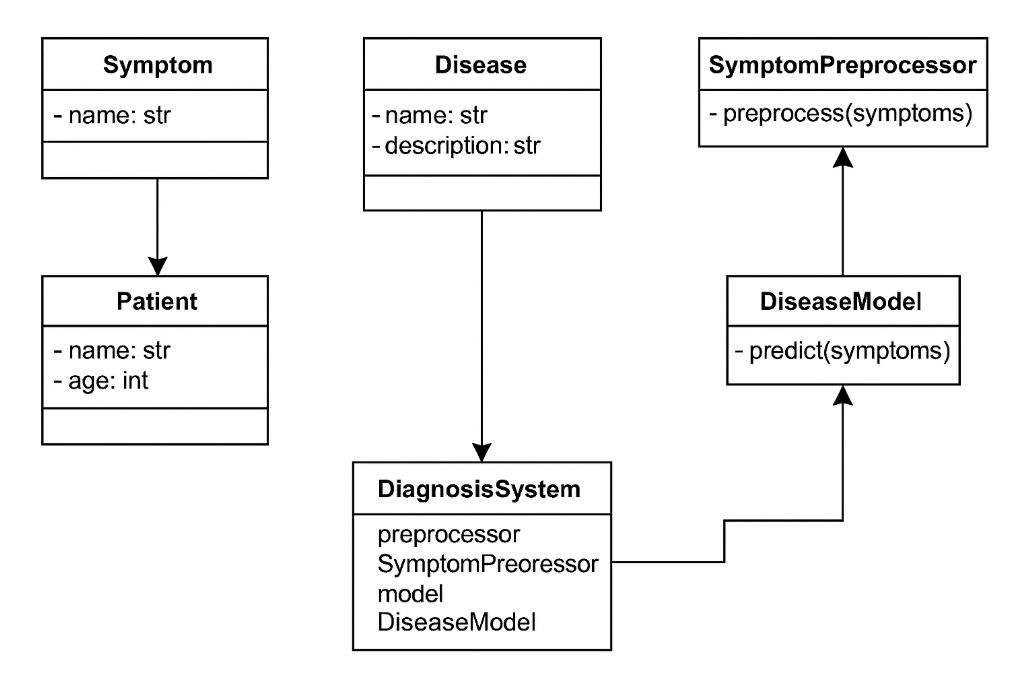 Symptom
- name: str
Disease
- name: str
- description: str
SymptomPreprocessor
- preprocess(symptoms)
Patient
- name: str
- age: int
DiseaseModel
- predict(symptoms)
DiagnosisSystem
preprocessor
SymptomPreoressor
model
DiseaseModel